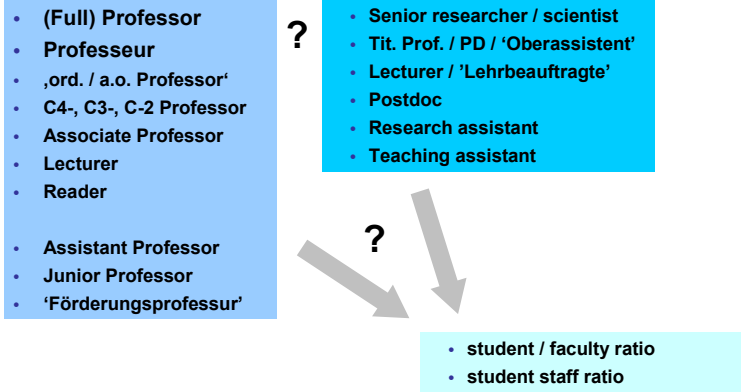 • (Full) Professor
• Professeur
• ‚ord. / a.o. Professor‘
• C4-, C3-, C-2 Professor
• Associate Professor
• Lecturer
• Reader
• Assistant Professor
• Junior Professor
• ‘Förderungsprofessur’
?
• Senior researcher / scientist
• Tit. Prof. / PD / ‘Oberassistent’
• Lecturer / ’Lehrbeauftragte’
• Postdoc
• Research assistant
• Teaching assistant
?
• student / faculty ratio
• student staff ratio